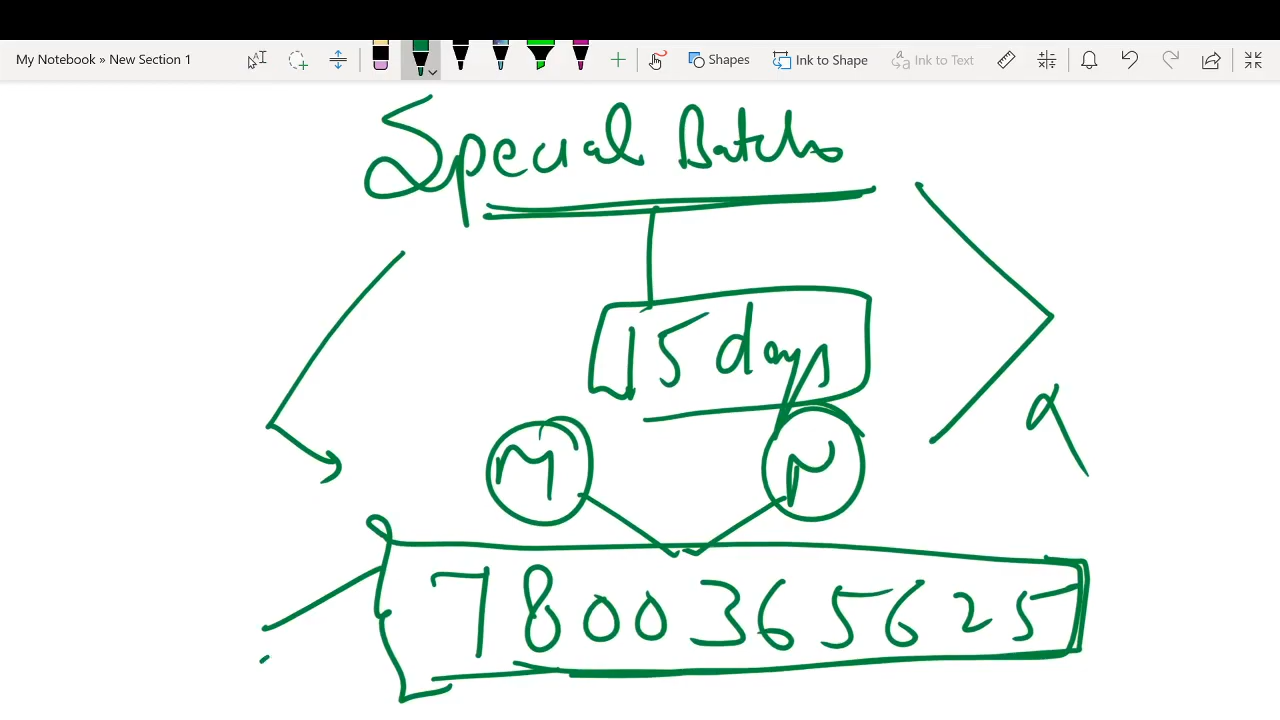 My Notebook » New Section 1
Shapes
Ink to Shape
Ink to Text
Special Batch
15 days
M
N
α
7800365625